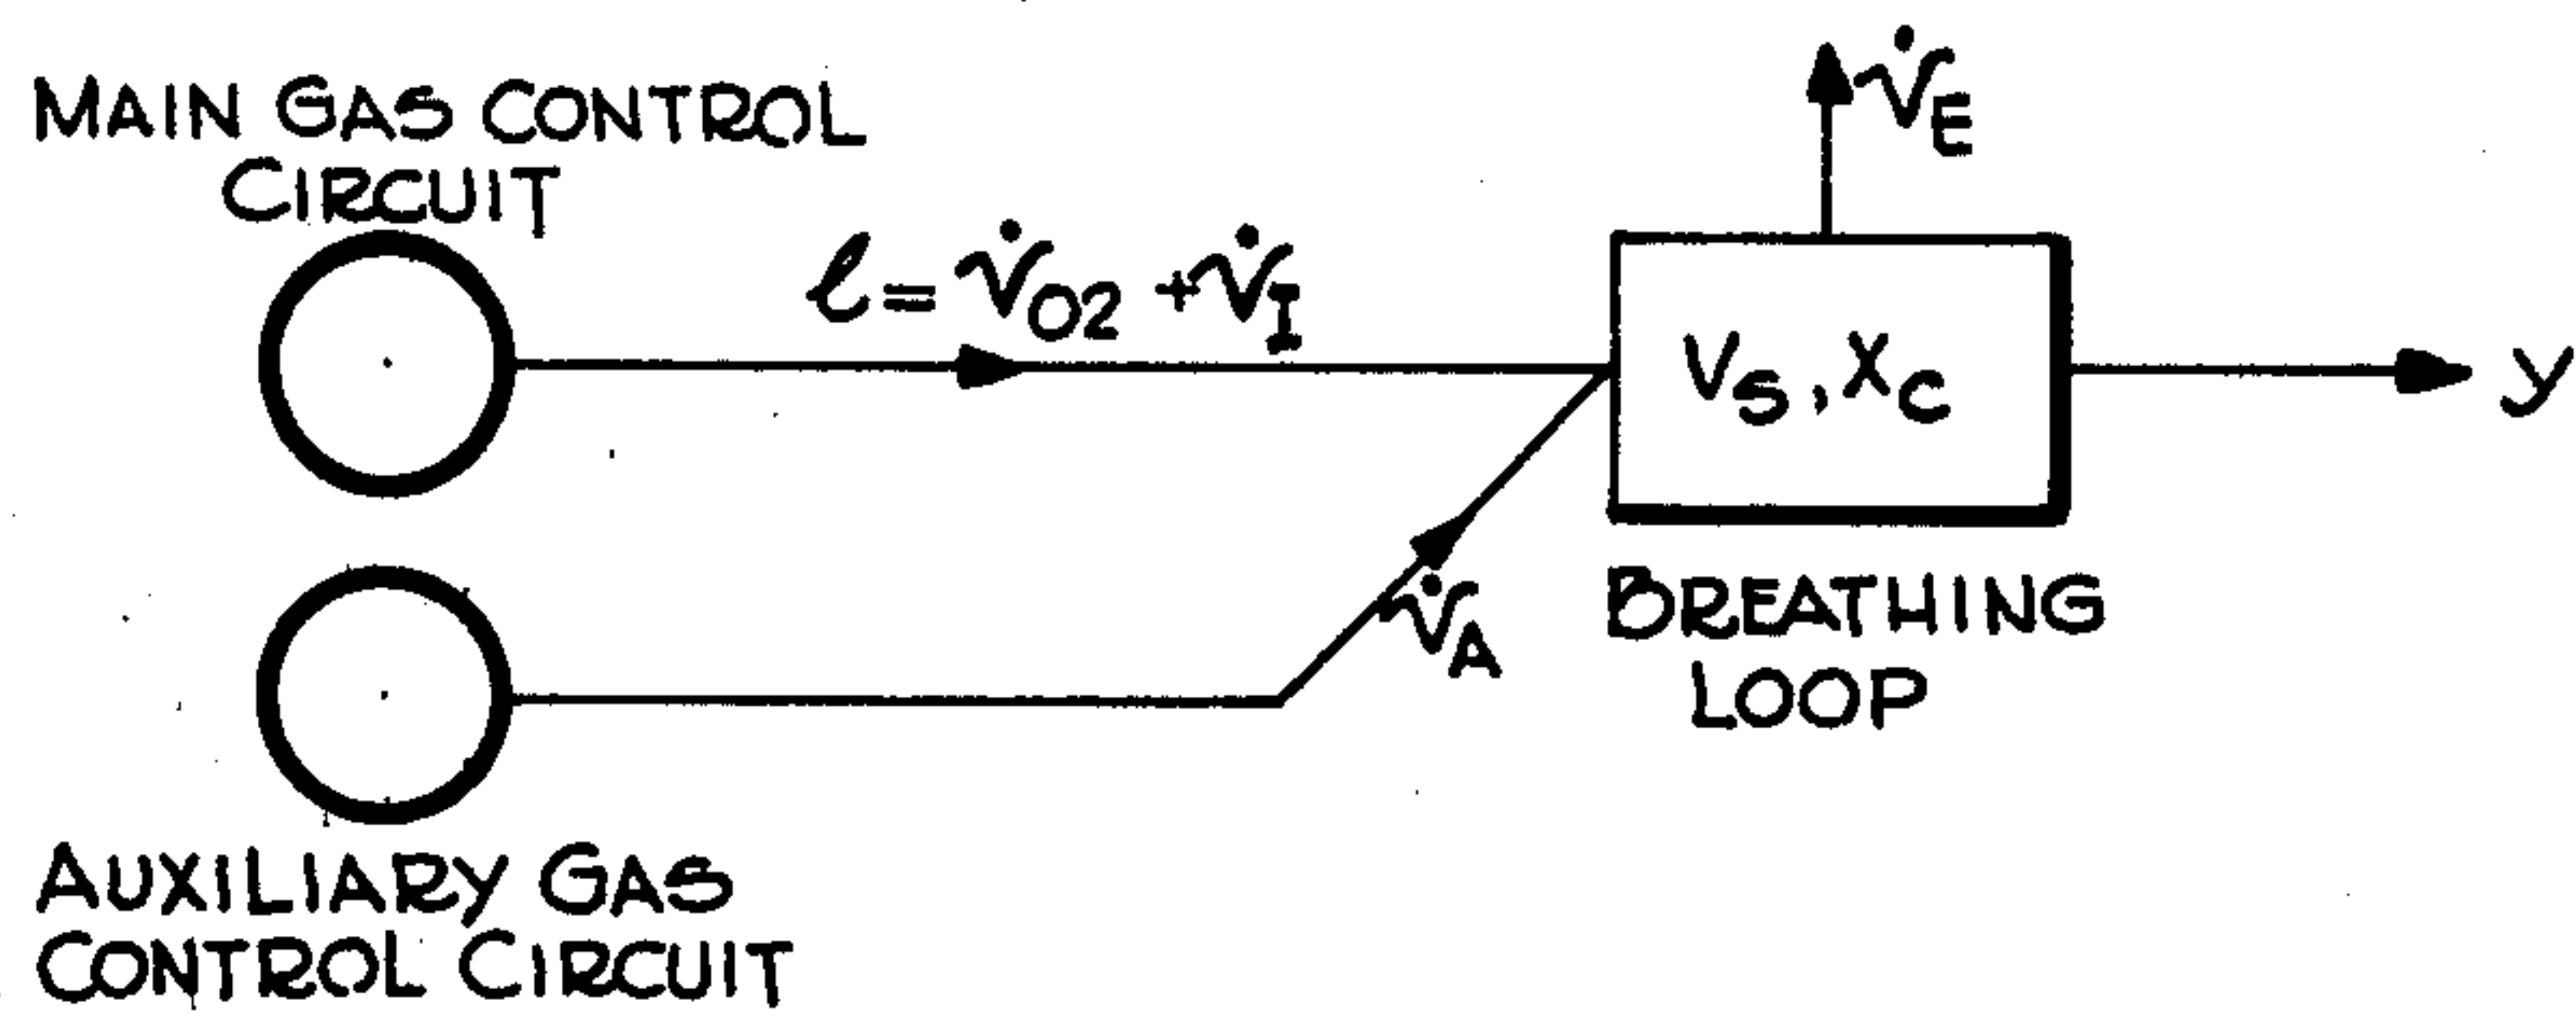 MAIN GAS CONTROL
CIRCUIT
ℓ = V̇O2 + V̇I
V̇E
VS, XC
y
V̇A
BREATHING
LOOP
AUXILIARY GAS
CONTROL CIRCUIT